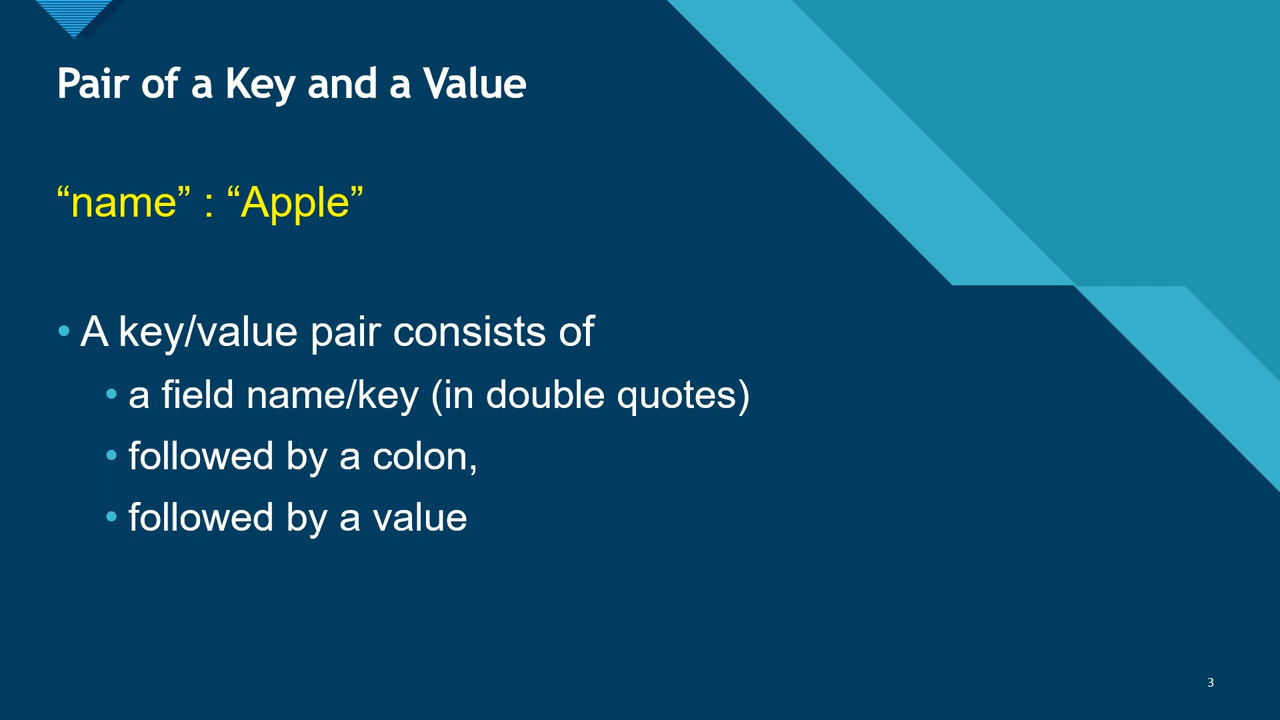 Pair of a Key and a Value
“name” : “Apple”
• A key/value pair consists of
• a field name/key (in double quotes)
• followed by a colon,
• followed by a value
3